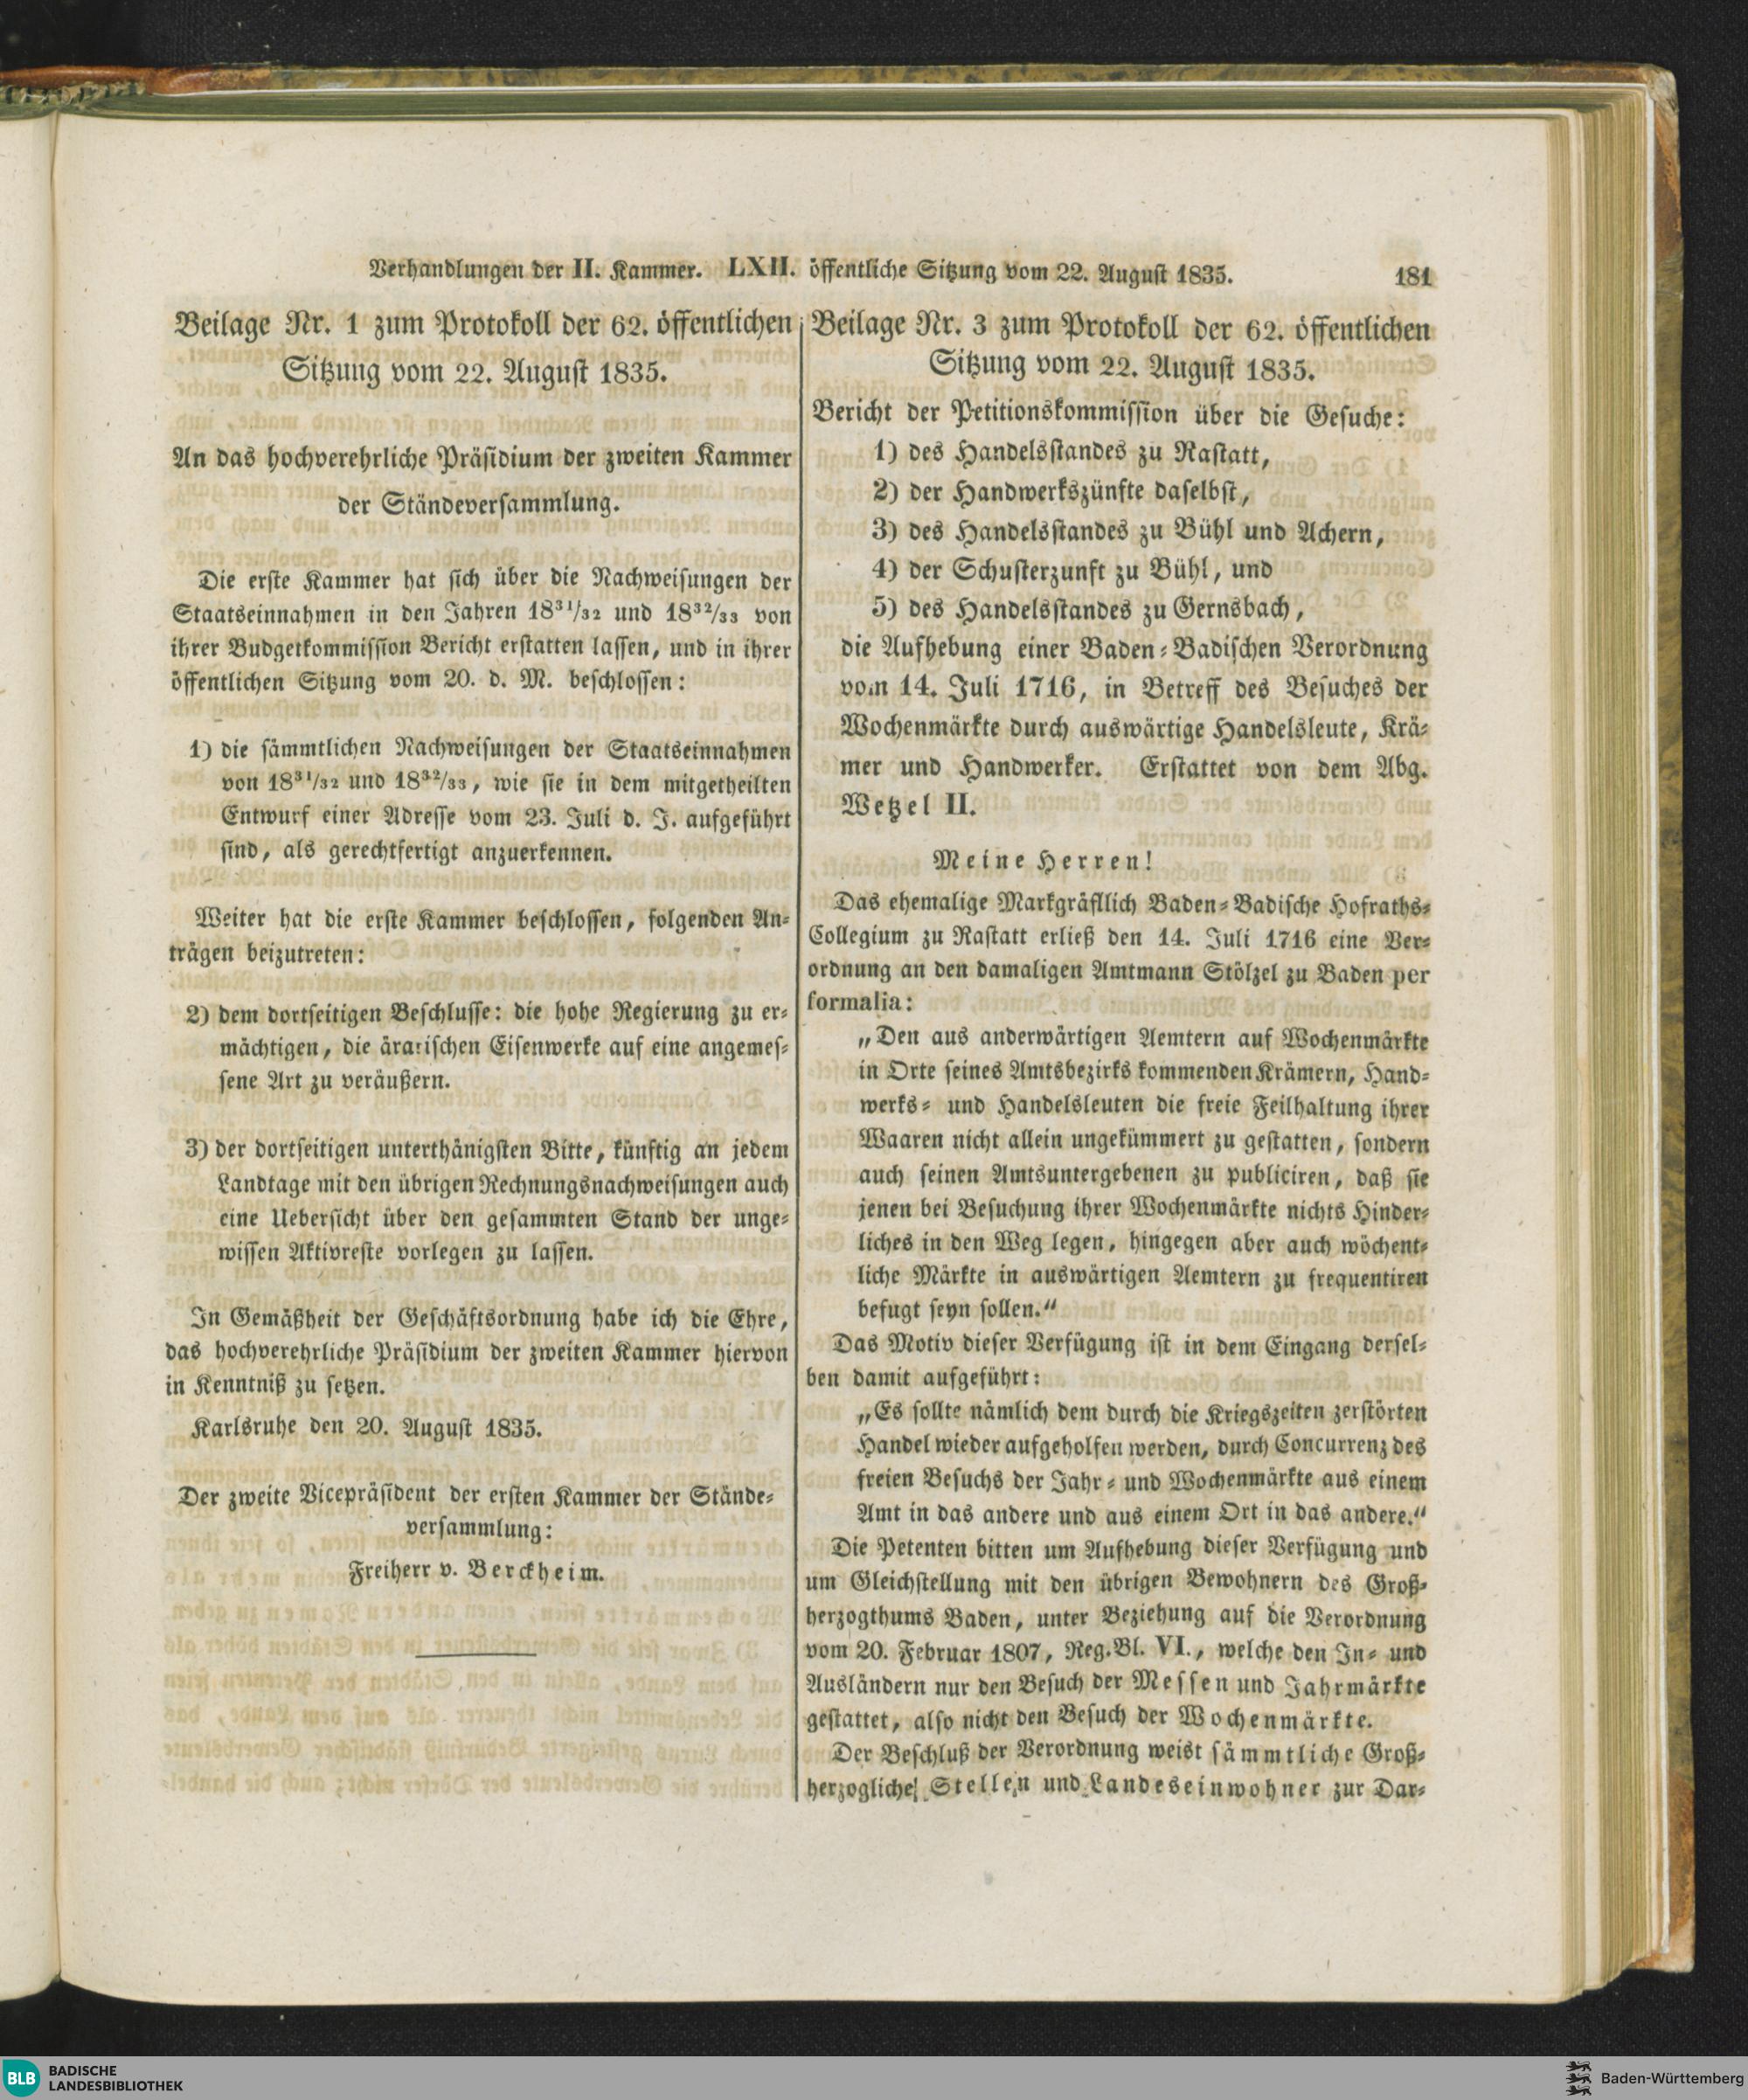 Verhandlungen der II. Kammer. LXII. öffentliche Sitzung vom 22. August 1835. 181
Beilage Nr. 1 zum Protokoll der 62. öffentlichen
Sitzung vom 22. August 1835.
An das hochverehrliche Präsidium der zweiten Kammer
der Ständeversammlung.
Die erste Kammer hat sich über die Nachweisungen der
Staatseinnahmen in den Jahren 18³¹/₃₂ und 18³²/₃₃ von
ihrer Budgetkommission Bericht erstatten lassen, und in ihrer
öffentlichen Sitzung vom 20. d. M. beschlossen:
1) die sämmtlichen Nachweisungen der Staatseinnahmen
von 18³¹/₃₂ und 18³²/₃₃, wie sie in dem mitgetheilten
Entwurf einer Adresse vom 23. Juli d. J. aufgeführt
sind, als gerechtfertigt anzuerkennen.
Weiter hat die erste Kammer beschlossen, folgenden An-
trägen beizutreten:
2) dem dortseitigen Beschlusse: die hohe Regierung zu er-
mächtigen, die ärarischen Eisenwerke auf eine angemes-
sene Art zu veräußern.
3) der dortseitigen unterthänigsten Bitte, künftig an jedem
Landtage mit den übrigen Rechnungsnachweisungen auch
eine Uebersicht über den gesammten Stand der unge-
wissen Aktivreste vorlegen zu lassen.
In Gemäßheit der Geschäftsordnung habe ich die Ehre,
das hochverehrliche Präsidium der zweiten Kammer hiervon
in Kenntniß zu setzen.
Karlsruhe den 20. August 1835.
Der zweite Vicepräsident der ersten Kammer der Stände-
versammlung:
Freiherr v. Berckheim.
Beilage Nr. 3 zum Protokoll der 62. öffentlichen
Sitzung vom 22. August 1835.
Bericht der Petitionskommission über die Gesuche:
1) des Handelsstandes zu Rastatt,
2) der Handwerkszünfte daselbst,
3) des Handelsstandes zu Bühl und Achern,
4) der Schusterzunft zu Bühl, und
5) des Handelsstandes zu Gernsbach,
die Aufhebung einer Baden-Badischen Verordnung
vom 14. Juli 1716, in Betreff des Besuches der
Wochenmärkte durch auswärtige Handelsleute, Krä-
mer und Handwerker. Erstattet von dem Abg.
Wetzel II.
Meine Herren!
Das ehemalige Markgräfllich Baden-Badische Hofraths-
Collegium zu Rastatt erließ den 14. Juli 1716 eine Ver-
ordnung an den damaligen Amtmann Stölzel zu Baden per
formalia:
„Den aus anderwärtigen Aemtern auf Wochenmärkte
in Orte seines Amtsbezirks kommenden Krämern, Hand-
werks- und Handelsleuten die freie Feilhaltung ihrer
Waaren nicht allein ungekümmert zu gestatten, sondern
auch seinen Amtsuntergebenen zu publiciren, daß sie
jenen bei Besuchung ihrer Wochenmärkte nichts Hinder-
liches in den Weg legen, hingegen aber auch wöchent-
liche Märkte in auswärtigen Aemtern zu frequentiren
befugt seyn sollen.“
Das Motiv dieser Verfügung ist in dem Eingang dersel-
ben damit aufgeführt:
„Es sollte nämlich dem durch die Kriegszeiten zerstörten
Handel wieder aufgeholfen werden, durch Concurrenz des
freien Besuchs der Jahr- und Wochenmärkte aus einem
Amt in das andere und aus einem Ort in das andere.“
Die Petenten bitten um Aufhebung dieser Verfügung und
um Gleichstellung mit den übrigen Bewohnern des Groß-
herzogthums Baden, unter Beziehung auf die Verordnung
vom 20. Februar 1807, Reg.Bl. VI., welche den In- und
Ausländern nur den Besuch der Messen und Jahrmärkte
gestattet, also nicht den Besuch der Wochenmärkte.
Der Beschluß der Verordnung weist sämmtliche Groß-
herzogliche Stellen und Landeseinwohner zur Dar-
BLB BADISCHE
LANDESBIBLIOTHEK
Baden-Württemberg